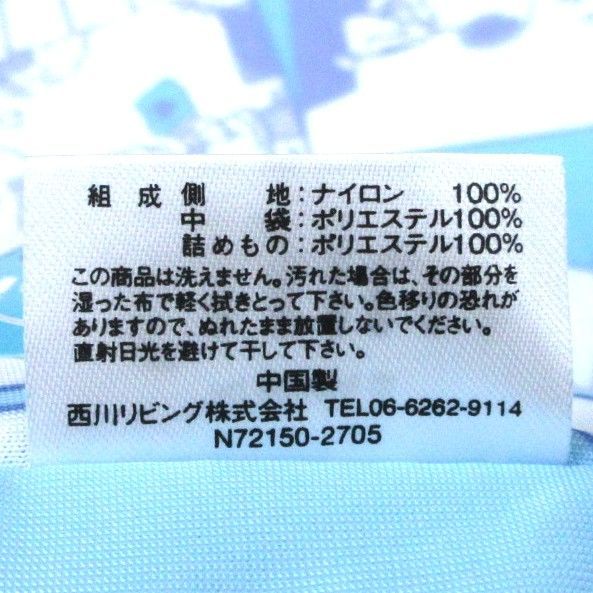 組成 側 地:ナイロン 100%
中 袋:ポリエステル100%
詰めもの:ポリエステル100%
この商品は洗えません。汚れた場合は、その部分を
湿った布で軽く拭きとって下さい。色移りの恐れが
ありますので、ぬれたまま放置しないでください。
直射日光を避けて干して下さい。
中国製
西川リビング株式会社 TEL06-6262-9114
N72150-2705